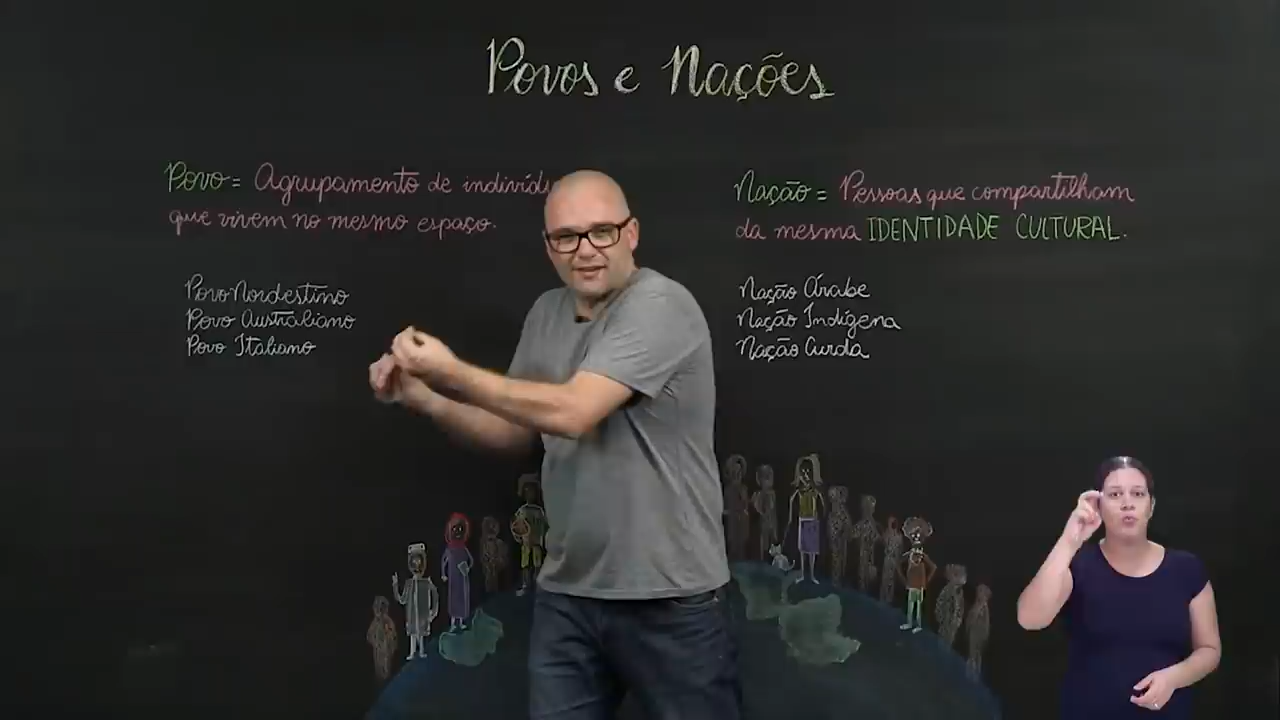 Povos e Nações
Povo = Agrupamento de indivídu
que vivem no mesmo espaço.
Povo Nordestino
Povo Australiano
Povo Italiano
Nação = Pessoas que compartilham
da mesma IDENTIDADE CULTURAL.
Nação Árabe
Nação Indígena
Nação Curda